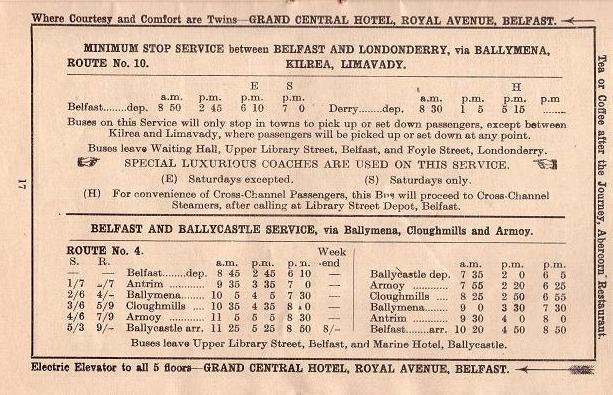 Where Courtesy and Comfort are Twins—GRAND CENTRAL HOTEL, ROYAL AVENUE, BELFAST.
MINIMUM STOP SERVICE between BELFAST AND LONDONDERRY, via BALLYMENA,
ROUTE No. 10. KILREA, LIMAVADY.
E S H
a.m. p.m. p.m. p.m. a.m. p.m. p.m. p.m
Belfast......dep. 8 50 2 45 6 10 7 0 Derry........dep. 8 30 1 5 5 15 ......
Buses on this Service will only stop in towns to pick up or set down passengers, except between
Kilrea and Limavady, where passengers will be picked up or set down at any point.
Buses leave Waiting Hall, Upper Library Street, Belfast, and Foyle Street, Londonderry.
SPECIAL LUXURIOUS COACHES ARE USED ON THIS SERVICE.
(E) Saturdays excepted. (S) Saturdays only.
(H) For convenience of Cross-Channel Passengers, this Bus will proceed to Cross-Channel
Steamers, after calling at Library Street Depot, Belfast.
BELFAST AND BALLYCASTLE SERVICE, via Ballymena, Cloughmills and Armoy.
ROUTE No. 4. Week
S. R. a.m. p.m. p.m. -end a.m. p.m. p.m.
— — Belfast........dep. 8 45 2 45 6 10 — Ballycastle dep. 7 35 2 0 6 5
1/7 -/7 Antrim ............ 9 35 3 35 7 0 — Armoy ............ 7 55 2 20 6 25
2/6 4/- Ballymena........ 10 5 4 5 7 30 — Cloughmills .... 8 25 2 50 6 55
3/6 5/9 Cloughmills .... 10 35 4 35 8 0 — Ballymena........ 9 0 3 30 7 30
4/6 7/9 Armoy ............ 11 5 5 5 8 30 — Antrim ............ 9 30 4 0 8 0
5/3 9/- Ballycastle arr. 11 25 5 25 8 50 8/- Belfast........arr. 10 20 4 50 8 50
Buses leave Upper Library Street, Belfast, and Marine Hotel, Ballycastle.
Electric Elevator to all 5 floors—GRAND CENTRAL HOTEL, ROYAL AVENUE, BELFAST.
Tea or Coffee after the Journey, Abercorn Restaurant.
17